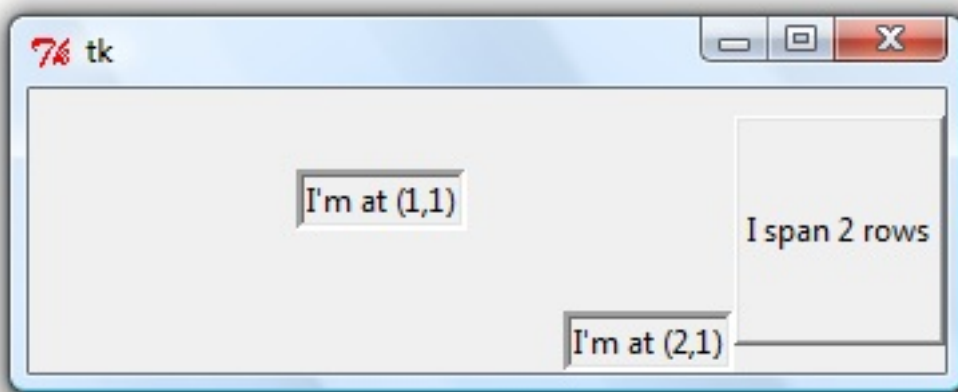 tk
I'm at (1,1)
I span 2 rows
I'm at (2,1)